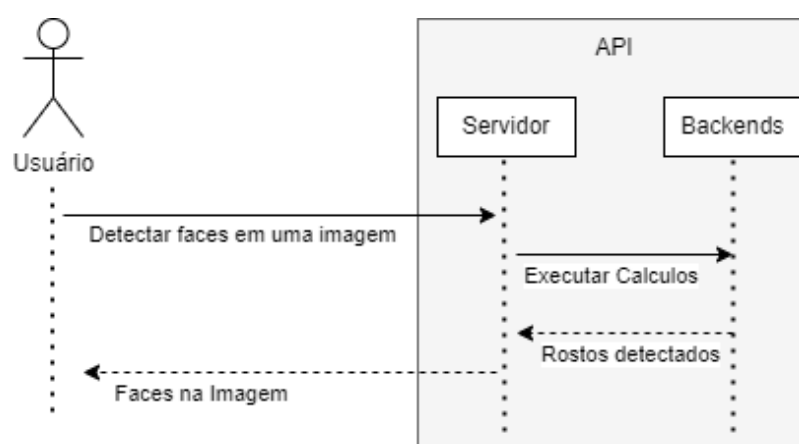 API
Servidor
Backends
Usuário
Detectar faces em uma imagem
Executar Calculos
Rostos detectados
Faces na Imagem